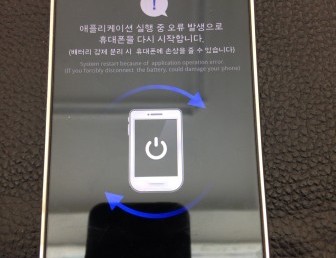 !
애플리케이션 실행 중 오류 발생으로
휴대폰을 다시 시작합니다.
(배터리 강제 분리 시 휴대폰에 손상을 줄 수 있습니다)
System restart because of application operation error
(If you forcibly disconnect the battery, could damage your phone)